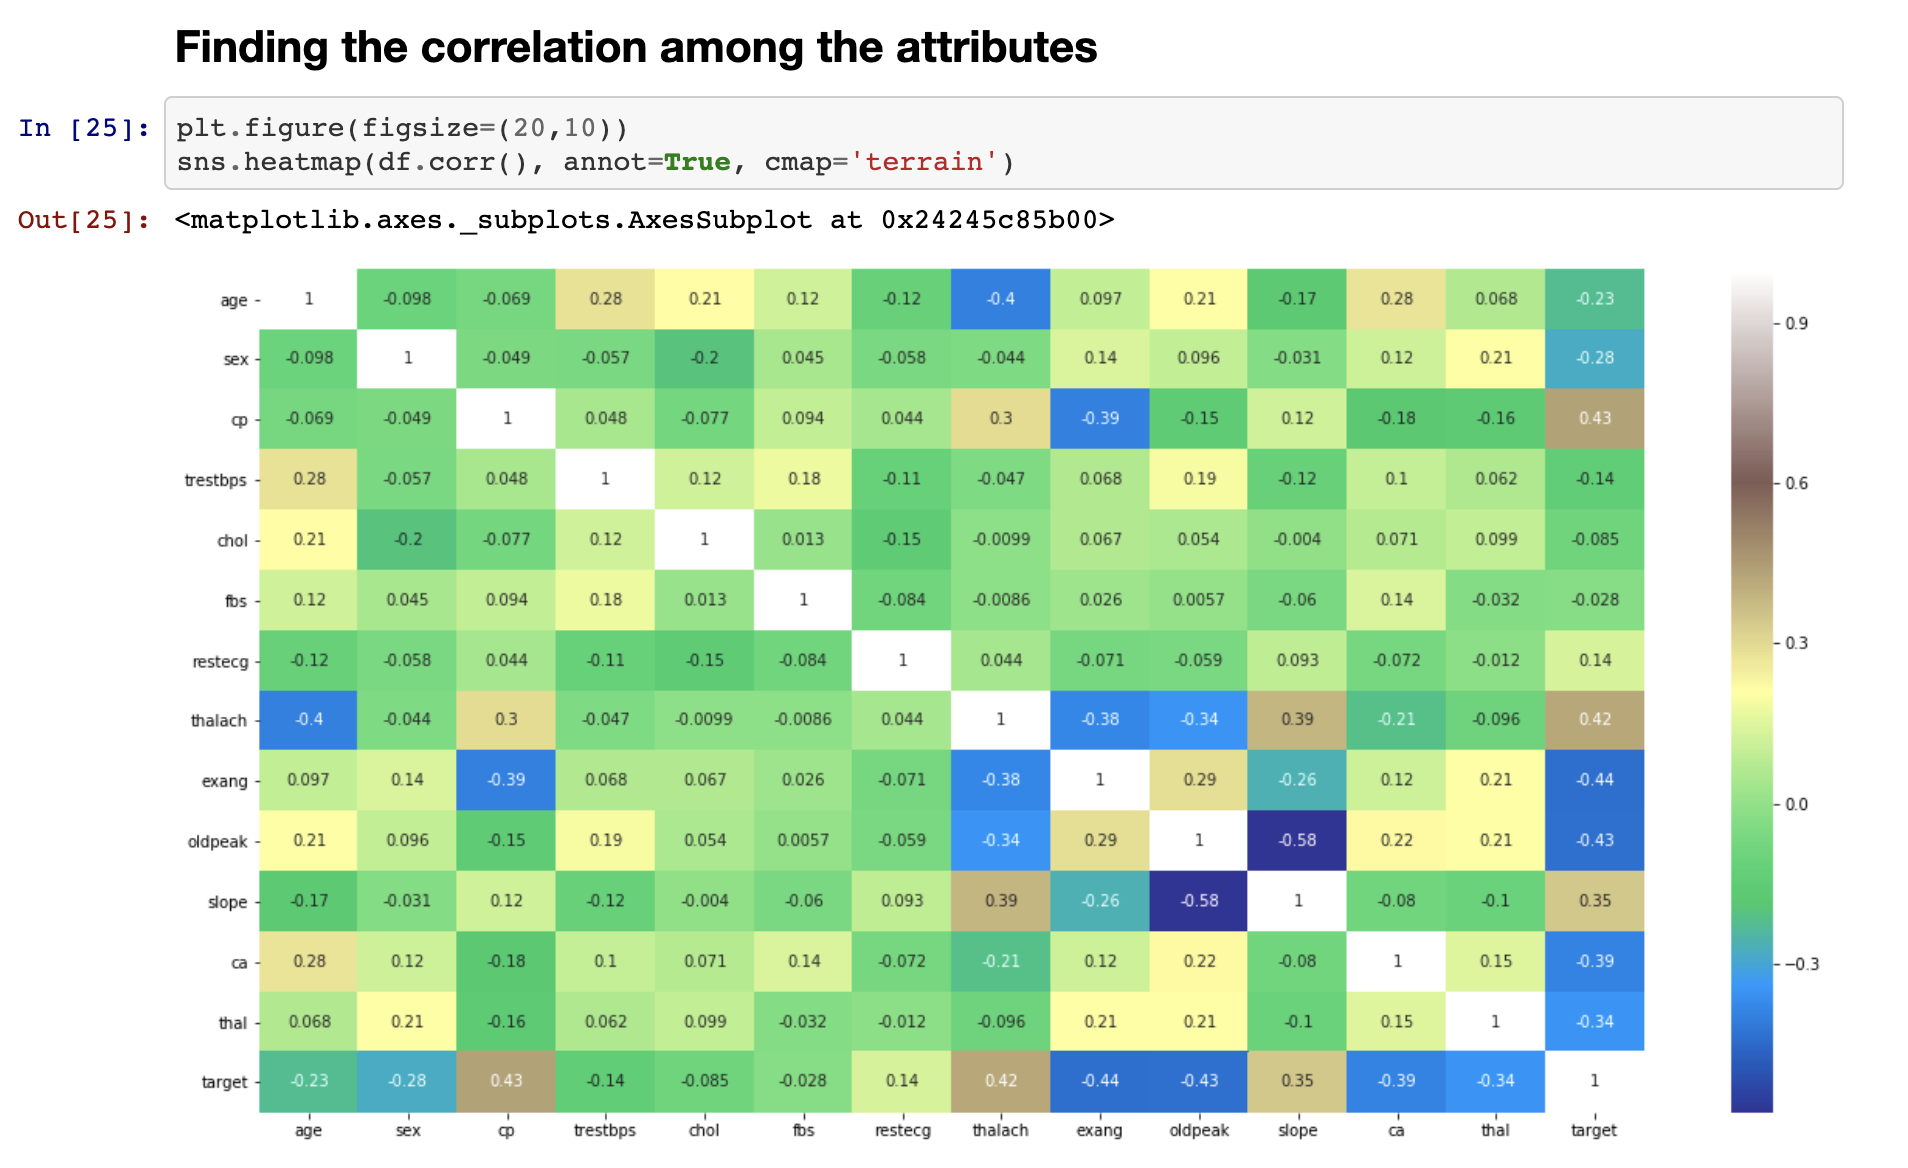 Finding the correlation among the attributes
In [25]: plt.figure(figsize=(20,10))
sns.heatmap(df.corr(), annot=True, cmap='terrain')
Out[25]: <matplotlib.axes._subplots.AxesSubplot at 0x24245c85b00>
age 1 -0.098 -0.069 0.28 0.21 0.12 -0.12 -0.4 0.097 0.21 -0.17 0.28 0.068 -0.23
0.9
sex -0.098 1 -0.049 -0.057 -0.2 0.045 -0.058 -0.044 0.14 0.096 -0.031 0.12 0.21 -0.28
cp -0.069 -0.049 1 0.048 -0.077 0.094 0.044 0.3 -0.39 -0.15 0.12 -0.18 -0.16 0.43
trestbps 0.28 -0.057 0.048 1 0.12 0.18 -0.11 -0.047 0.068 0.19 -0.12 0.1 0.062 -0.14
0.6
chol 0.21 -0.2 -0.077 0.12 1 0.013 -0.15 -0.0099 0.067 0.054 -0.004 0.071 0.099 -0.085
fbs 0.12 0.045 0.094 0.18 0.013 1 -0.084 -0.0086 0.026 0.0057 -0.06 0.14 -0.032 -0.028
0.3
restecg -0.12 -0.058 0.044 -0.11 -0.15 -0.084 1 0.044 -0.071 -0.059 0.093 -0.072 -0.012 0.14
thalach -0.4 -0.044 0.3 -0.047 -0.0099 -0.0086 0.044 1 -0.38 -0.34 0.39 -0.21 -0.096 0.42
exang 0.097 0.14 -0.39 0.068 0.067 0.026 -0.071 -0.38 1 0.29 -0.26 0.12 0.21 -0.44
0.0
oldpeak 0.21 0.096 -0.15 0.19 0.054 0.0057 -0.059 -0.34 0.29 1 -0.58 0.22 0.21 -0.43
slope -0.17 -0.031 0.12 -0.12 -0.004 -0.06 0.093 0.39 -0.26 -0.58 1 -0.08 -0.1 0.35
ca 0.28 0.12 -0.18 0.1 0.071 0.14 -0.072 -0.21 0.12 0.22 -0.08 1 0.15 -0.39
−0.3
thal 0.068 0.21 -0.16 0.062 0.099 -0.032 -0.012 -0.096 0.21 0.21 -0.1 0.15 1 -0.34
target -0.23 -0.28 0.43 -0.14 -0.085 -0.028 0.14 0.42 -0.44 -0.43 0.35 -0.39 -0.34 1
age sex cp trestbps chol fbs restecg thalach exang oldpeak slope ca thal target